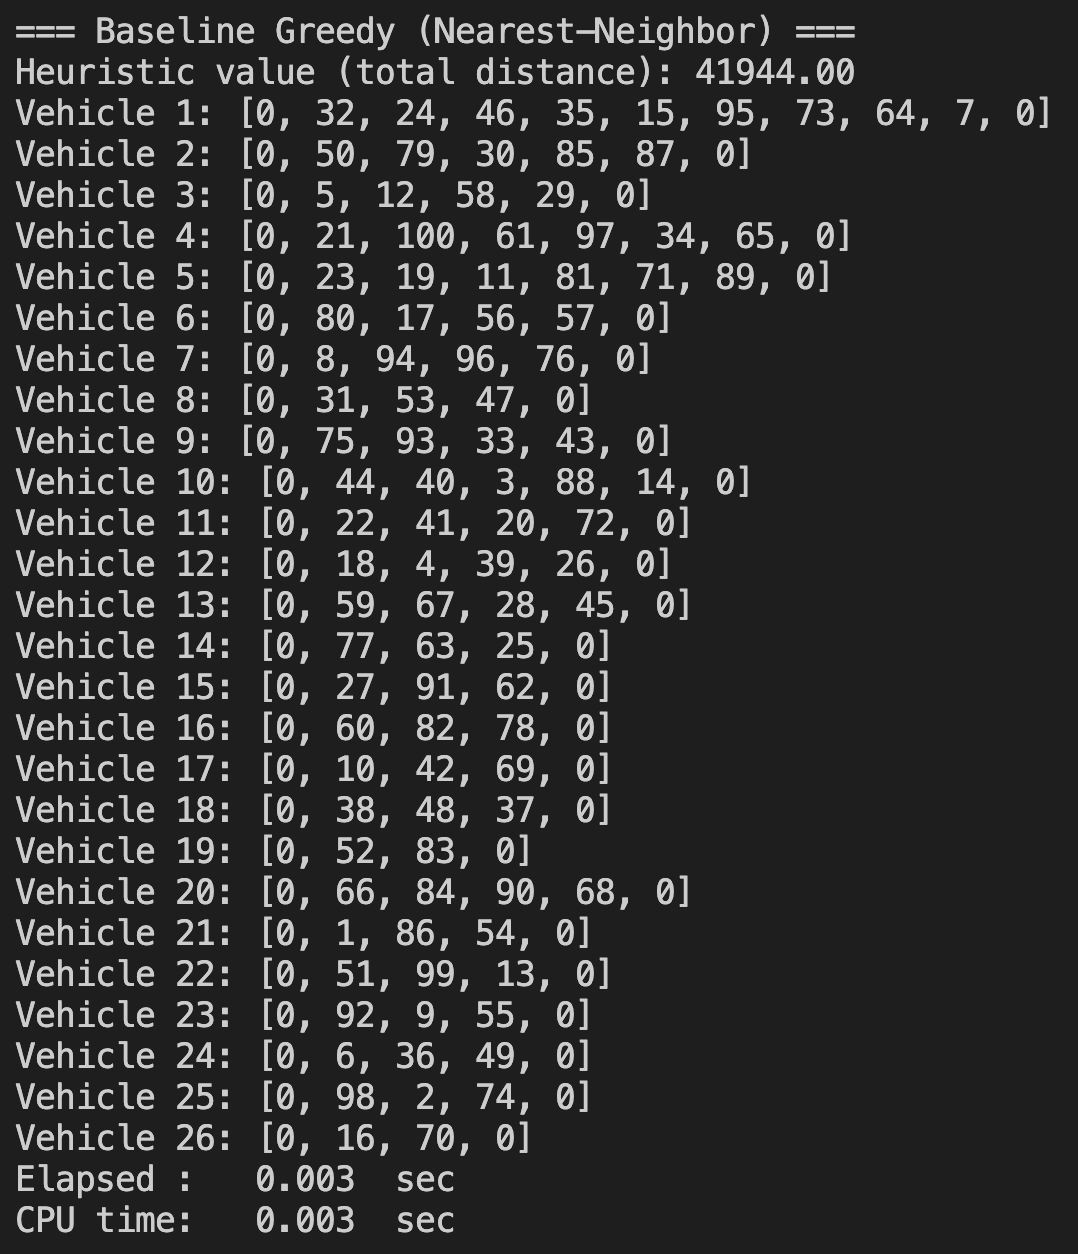 === Baseline Greedy (Nearest–Neighbor) ===
Heuristic value (total distance): 41944.00
Vehicle 1: [0, 32, 24, 46, 35, 15, 95, 73, 64, 7, 0]
Vehicle 2: [0, 50, 79, 30, 85, 87, 0]
Vehicle 3: [0, 5, 12, 58, 29, 0]
Vehicle 4: [0, 21, 100, 61, 97, 34, 65, 0]
Vehicle 5: [0, 23, 19, 11, 81, 71, 89, 0]
Vehicle 6: [0, 80, 17, 56, 57, 0]
Vehicle 7: [0, 8, 94, 96, 76, 0]
Vehicle 8: [0, 31, 53, 47, 0]
Vehicle 9: [0, 75, 93, 33, 43, 0]
Vehicle 10: [0, 44, 40, 3, 88, 14, 0]
Vehicle 11: [0, 22, 41, 20, 72, 0]
Vehicle 12: [0, 18, 4, 39, 26, 0]
Vehicle 13: [0, 59, 67, 28, 45, 0]
Vehicle 14: [0, 77, 63, 25, 0]
Vehicle 15: [0, 27, 91, 62, 0]
Vehicle 16: [0, 60, 82, 78, 0]
Vehicle 17: [0, 10, 42, 69, 0]
Vehicle 18: [0, 38, 48, 37, 0]
Vehicle 19: [0, 52, 83, 0]
Vehicle 20: [0, 66, 84, 90, 68, 0]
Vehicle 21: [0, 1, 86, 54, 0]
Vehicle 22: [0, 51, 99, 13, 0]
Vehicle 23: [0, 92, 9, 55, 0]
Vehicle 24: [0, 6, 36, 49, 0]
Vehicle 25: [0, 98, 2, 74, 0]
Vehicle 26: [0, 16, 70, 0]
Elapsed :   0.003  sec
CPU time:   0.003  sec